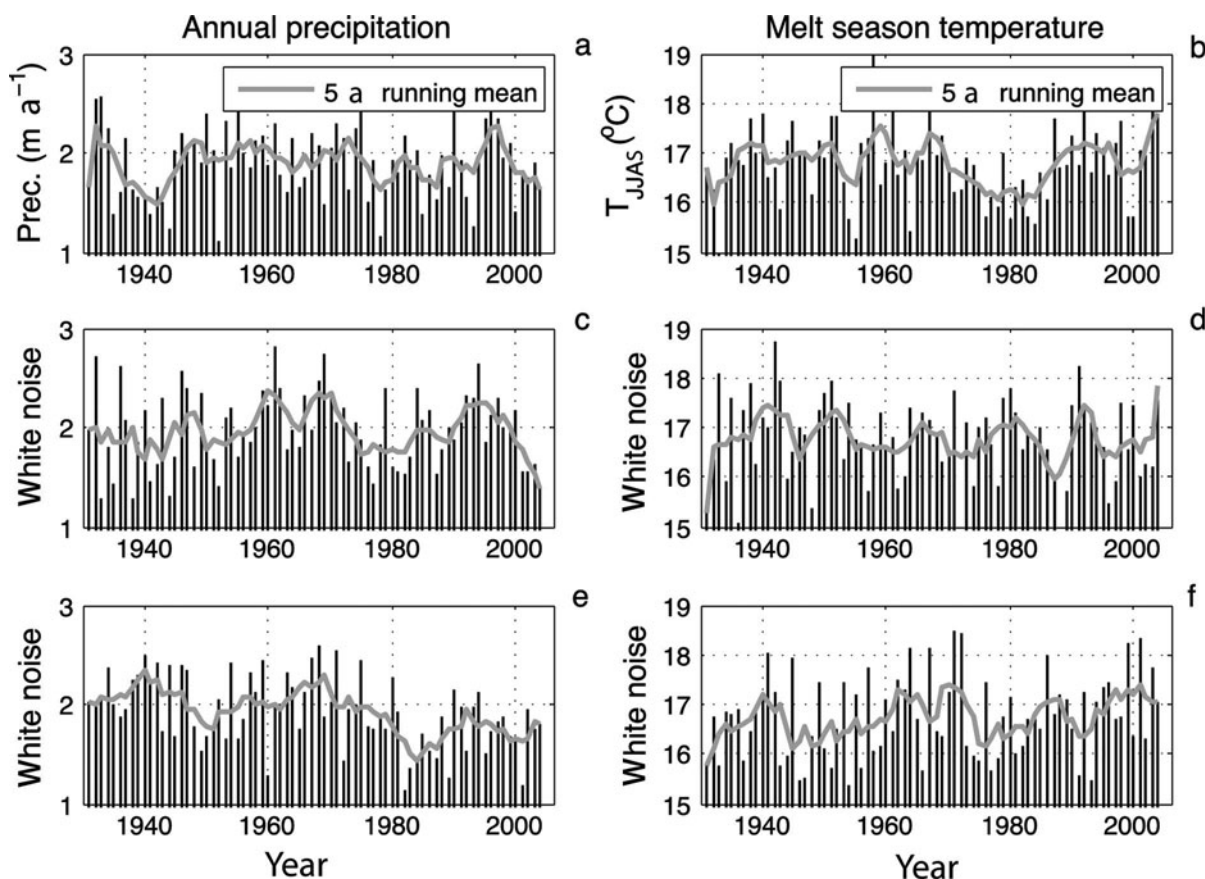 Annual precipitation
a
Prec. (m a⁻¹)
3
2
1
5 a running mean
1940 1960 1980 2000
Melt season temperature
b
T_JJAS (°C)
19
18
17
16
15
5 a running mean
1940 1960 1980 2000
c
White noise
3
2
1
1940 1960 1980 2000
d
White noise
19
18
17
16
15
1940 1960 1980 2000
e
White noise
3
2
1
1940 1960 1980 2000
Year
f
White noise
19
18
17
16
15
1940 1960 1980 2000
Year